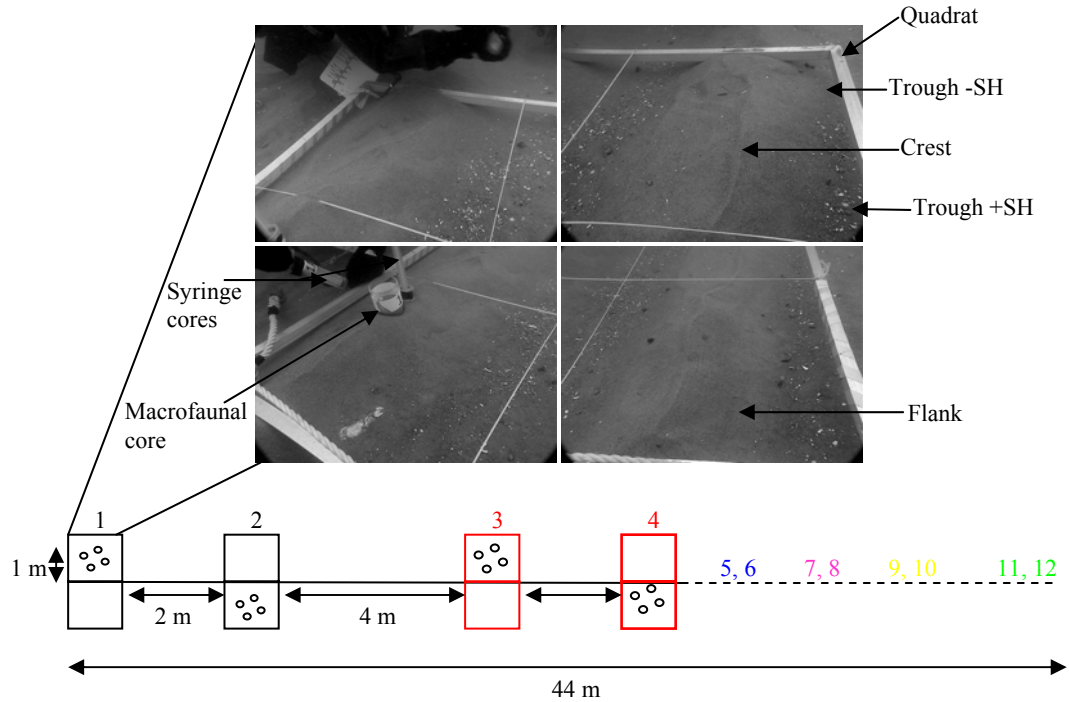 Quadrat
Trough -SH
Crest
Trough +SH
Syringe
cores
Macrofaunal
core
Flank
1
2
3
4
1 m
5, 6
7, 8
9, 10
11, 12
2 m
4 m
44 m